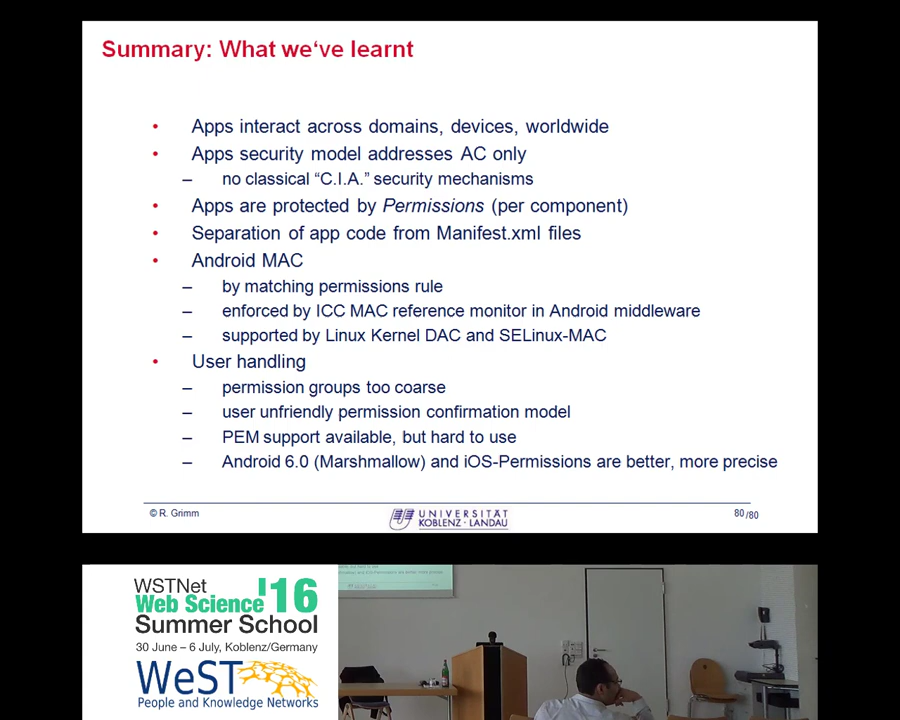 Summary: What we‘ve learnt
• Apps interact across domains, devices, worldwide
• Apps security model addresses AC only
– no classical “C.I.A.” security mechanisms
• Apps are protected by Permissions (per component)
• Separation of app code from Manifest.xml files
• Android MAC
– by matching permissions rule
– enforced by ICC MAC reference monitor in Android middleware
– supported by Linux Kernel DAC and SELinux-MAC
• User handling
– permission groups too coarse
– user unfriendly permission confirmation model
– PEM support available, but hard to use
– Android 6.0 (Marshmallow) and iOS-Permissions are better, more precise
© R. Grimm
UNIVERSITÄT
KOBLENZ · LANDAU
80/80
WSTNet
Web Science '16
Summer School
30 June – 6 July, Koblenz/Germany
WeST
People and Knowledge Networks